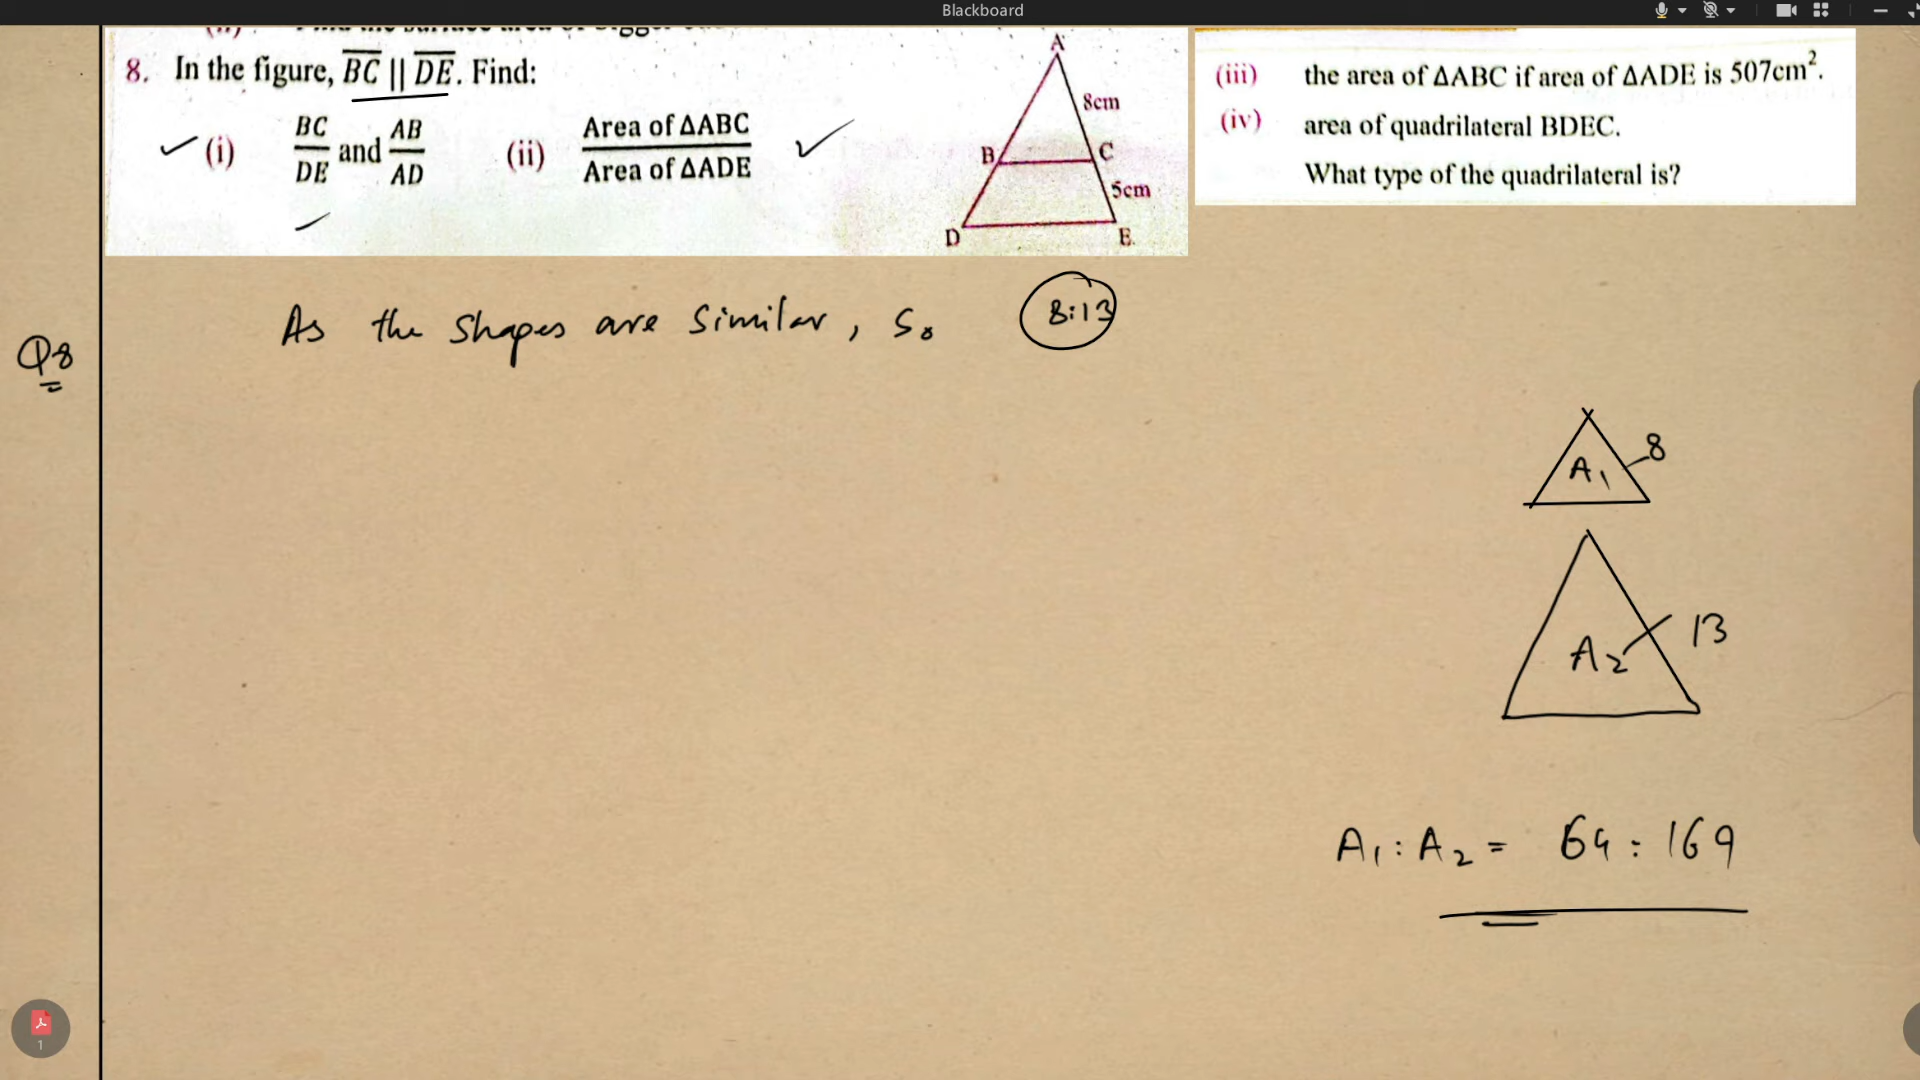 Blackboard
8. In the figure, BC || DE. Find:
(i) BC/DE and AB/AD (ii) Area of ΔABC/Area of ΔADE
A
8cm
B
C
5cm
D
E
(iii) the area of ΔABC if area of ΔADE is 507cm².
(iv) area of quadrilateral BDEC.
What type of the quadrilateral is?
Q8
As the shapes are similar, So
8:13
A₁
8
A₂
13
A₁ : A₂ = 64 : 169
1